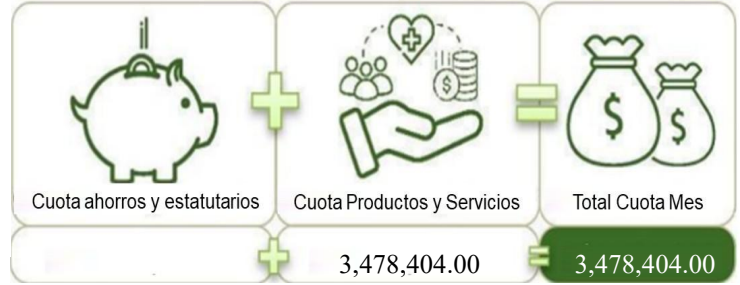 Cuota ahorros y estatutarios
Cuota Productos y Servicios
Total Cuota Mes
3,478,404.00
3,478,404.00